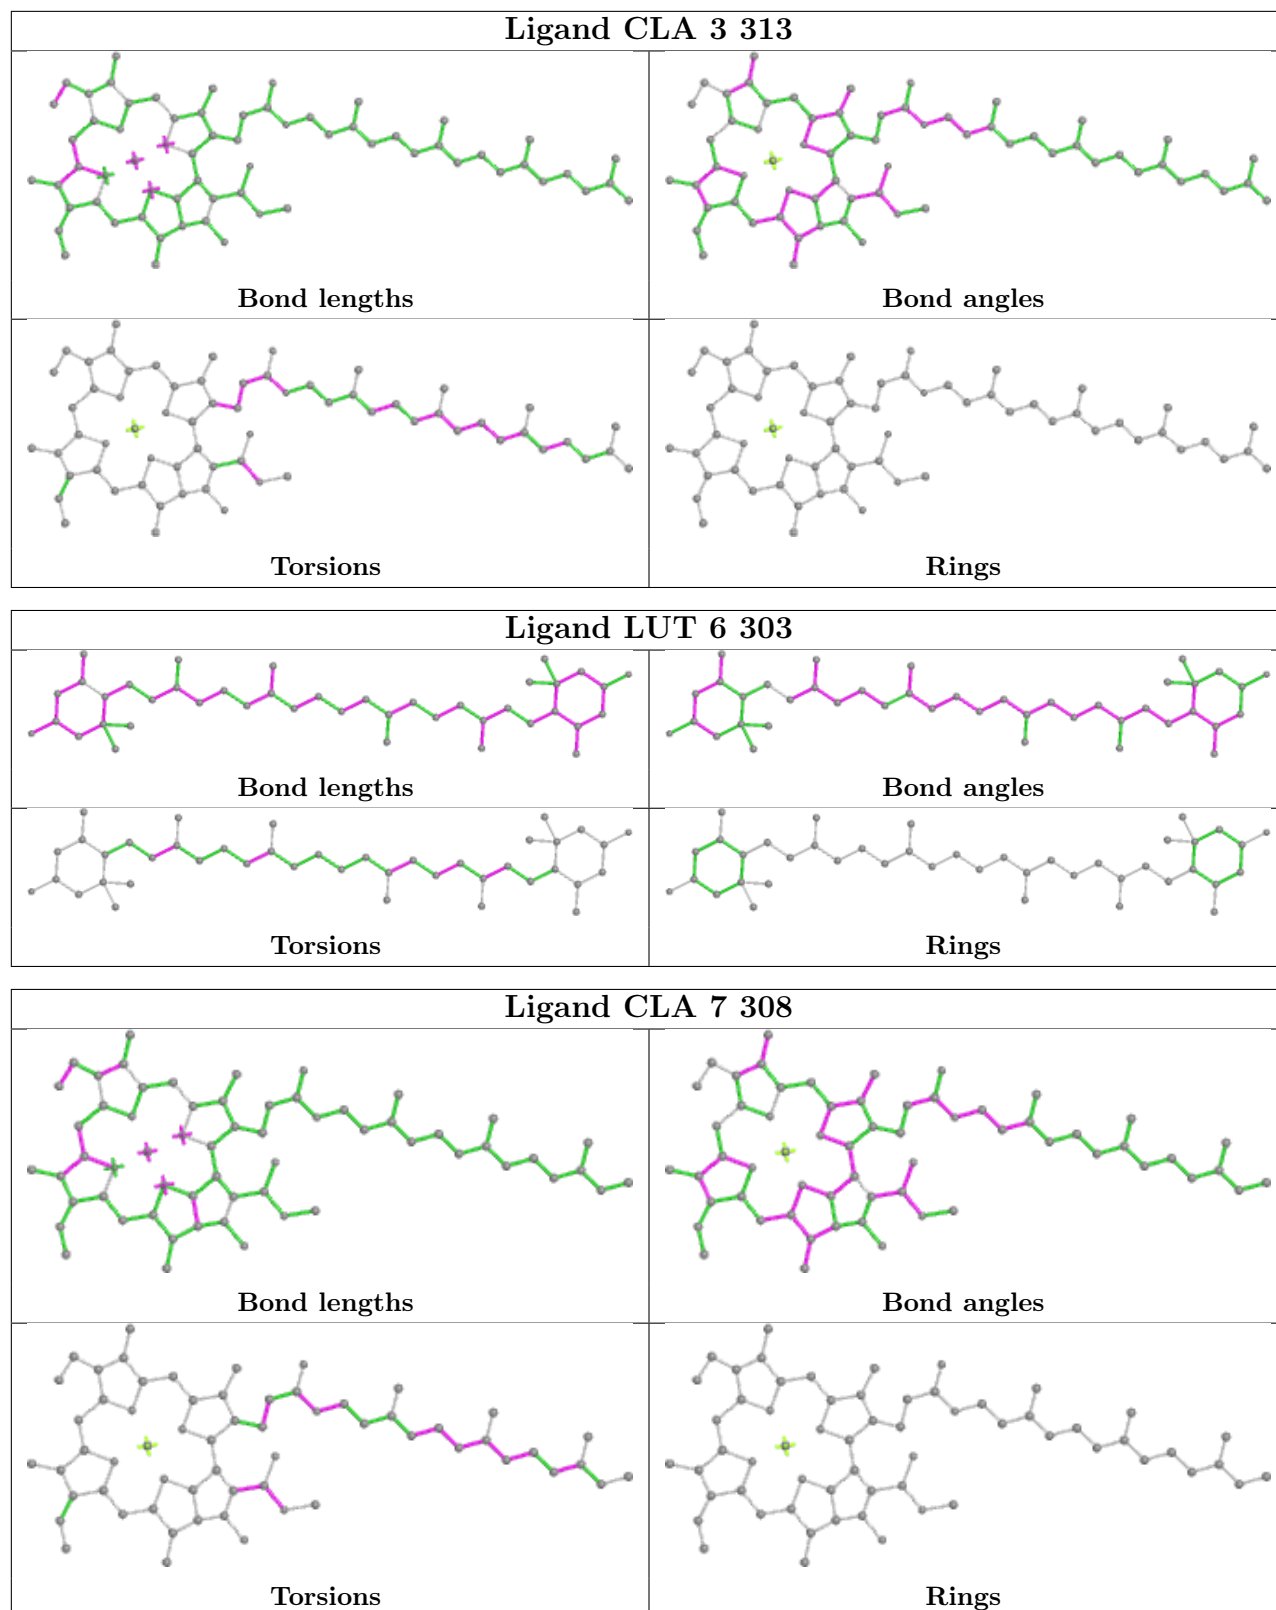 Ligand CLA 3 313
Bond lengths
Bond angles
Torsions
Rings
Ligand LUT 6 303
Bond lengths
Bond angles
Torsions
Rings
Ligand CLA 7 308
Bond lengths
Bond angles
Torsions
Rings